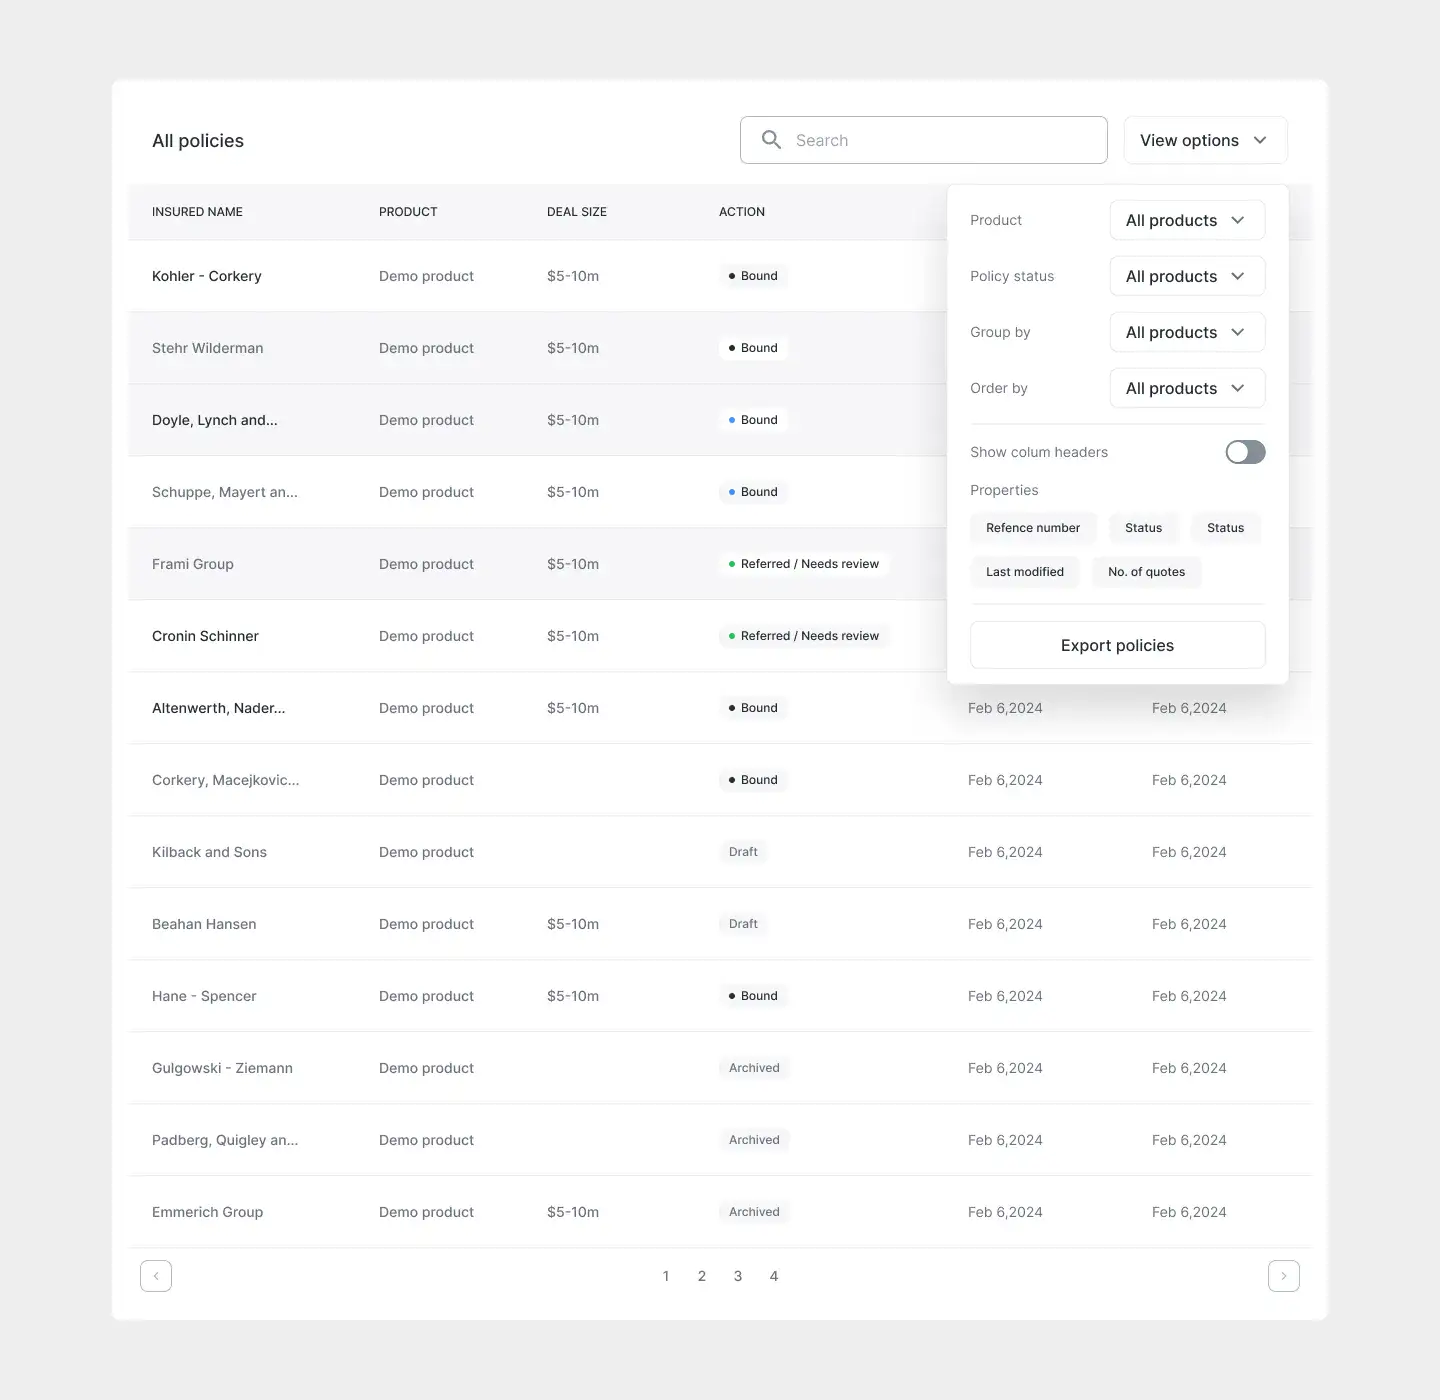 All policies
Search
View options
INSURED NAME PRODUCT DEAL SIZE ACTION
Product All products
Kohler - Corkery Demo product $5-10m Bound
Policy status All products
Stehr Wilderman Demo product $5-10m Bound
Group by All products
Order by All products
Doyle, Lynch and... Demo product $5-10m Bound
Show colum headers
Schuppe, Mayert an... Demo product $5-10m Bound
Properties
Refence number Status Status
Frami Group Demo product $5-10m Referred / Needs review
Last modified No. of quotes
Cronin Schinner Demo product $5-10m Referred / Needs review
Export policies
Altenwerth, Nader... Demo product $5-10m Bound Feb 6,2024 Feb 6,2024
Corkery, Macejkovic... Demo product Bound Feb 6,2024 Feb 6,2024
Kilback and Sons Demo product Draft Feb 6,2024 Feb 6,2024
Beahan Hansen Demo product $5-10m Draft Feb 6,2024 Feb 6,2024
Hane - Spencer Demo product $5-10m Bound Feb 6,2024 Feb 6,2024
Gulgowski - Ziemann Demo product Archived Feb 6,2024 Feb 6,2024
Padberg, Quigley an... Demo product Archived Feb 6,2024 Feb 6,2024
Emmerich Group Demo product $5-10m Archived Feb 6,2024 Feb 6,2024
1 2 3 4